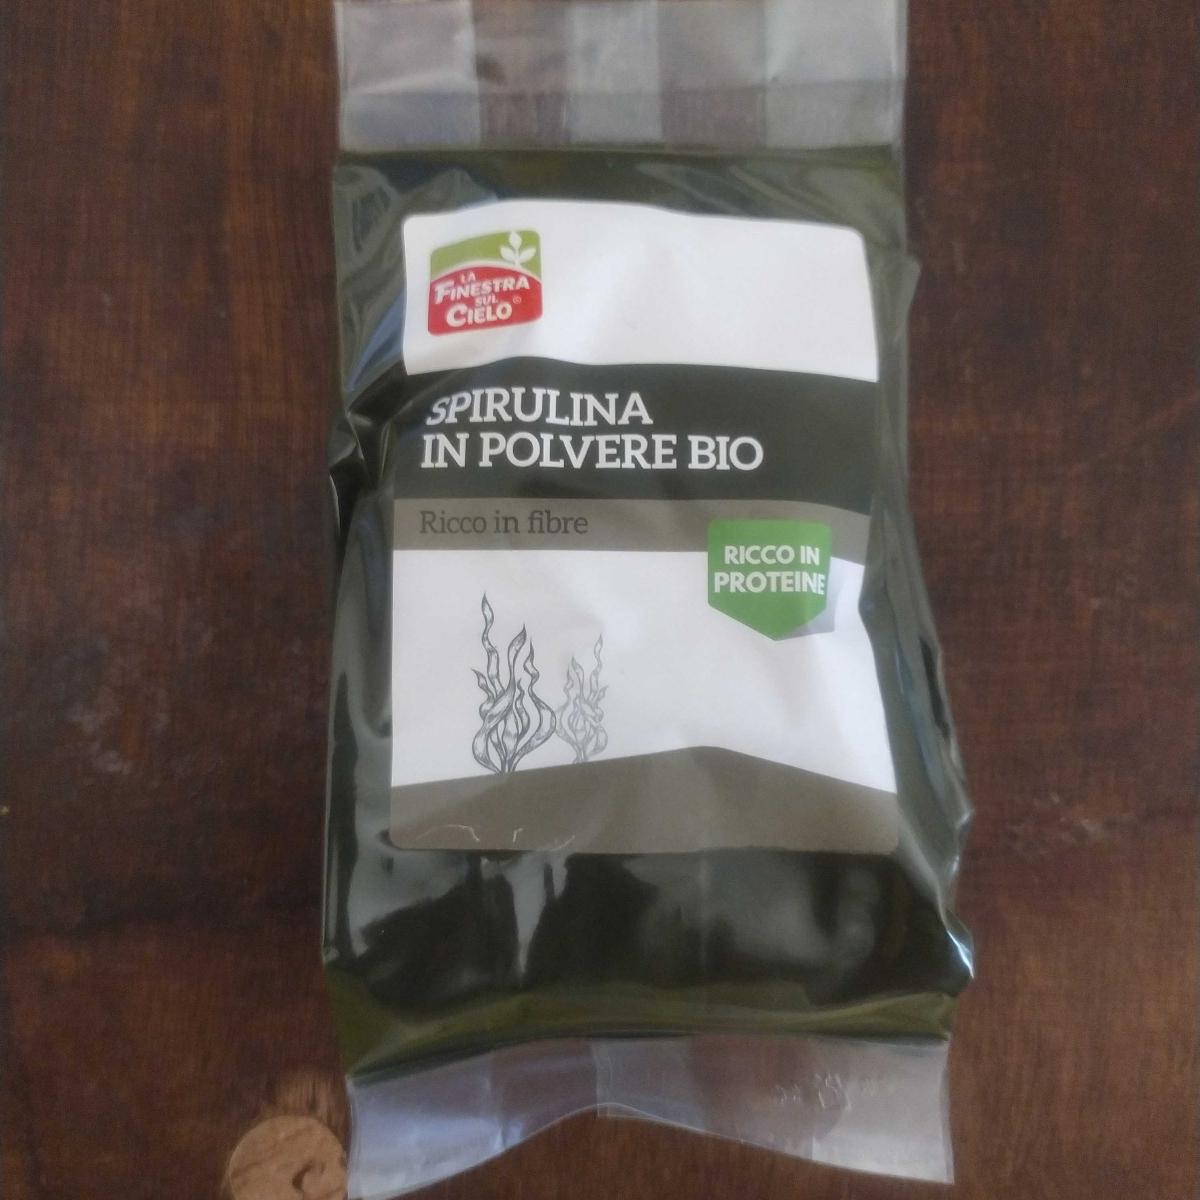 LA
FINESTRA
SUL
CIELO©
SPIRULINA
IN POLVERE BIO
Ricco in fibre
RICCO IN
PROTEINE